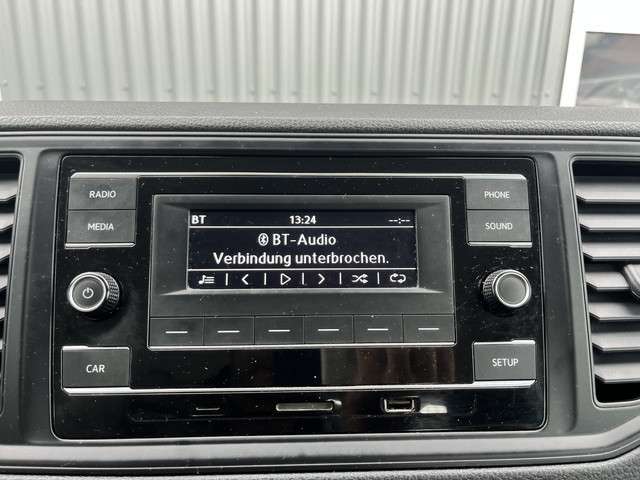 RADIO
MEDIA
BT 13:24 --:--
BT-Audio
Verbindung unterbrochen.
PHONE
SOUND
CAR
SETUP